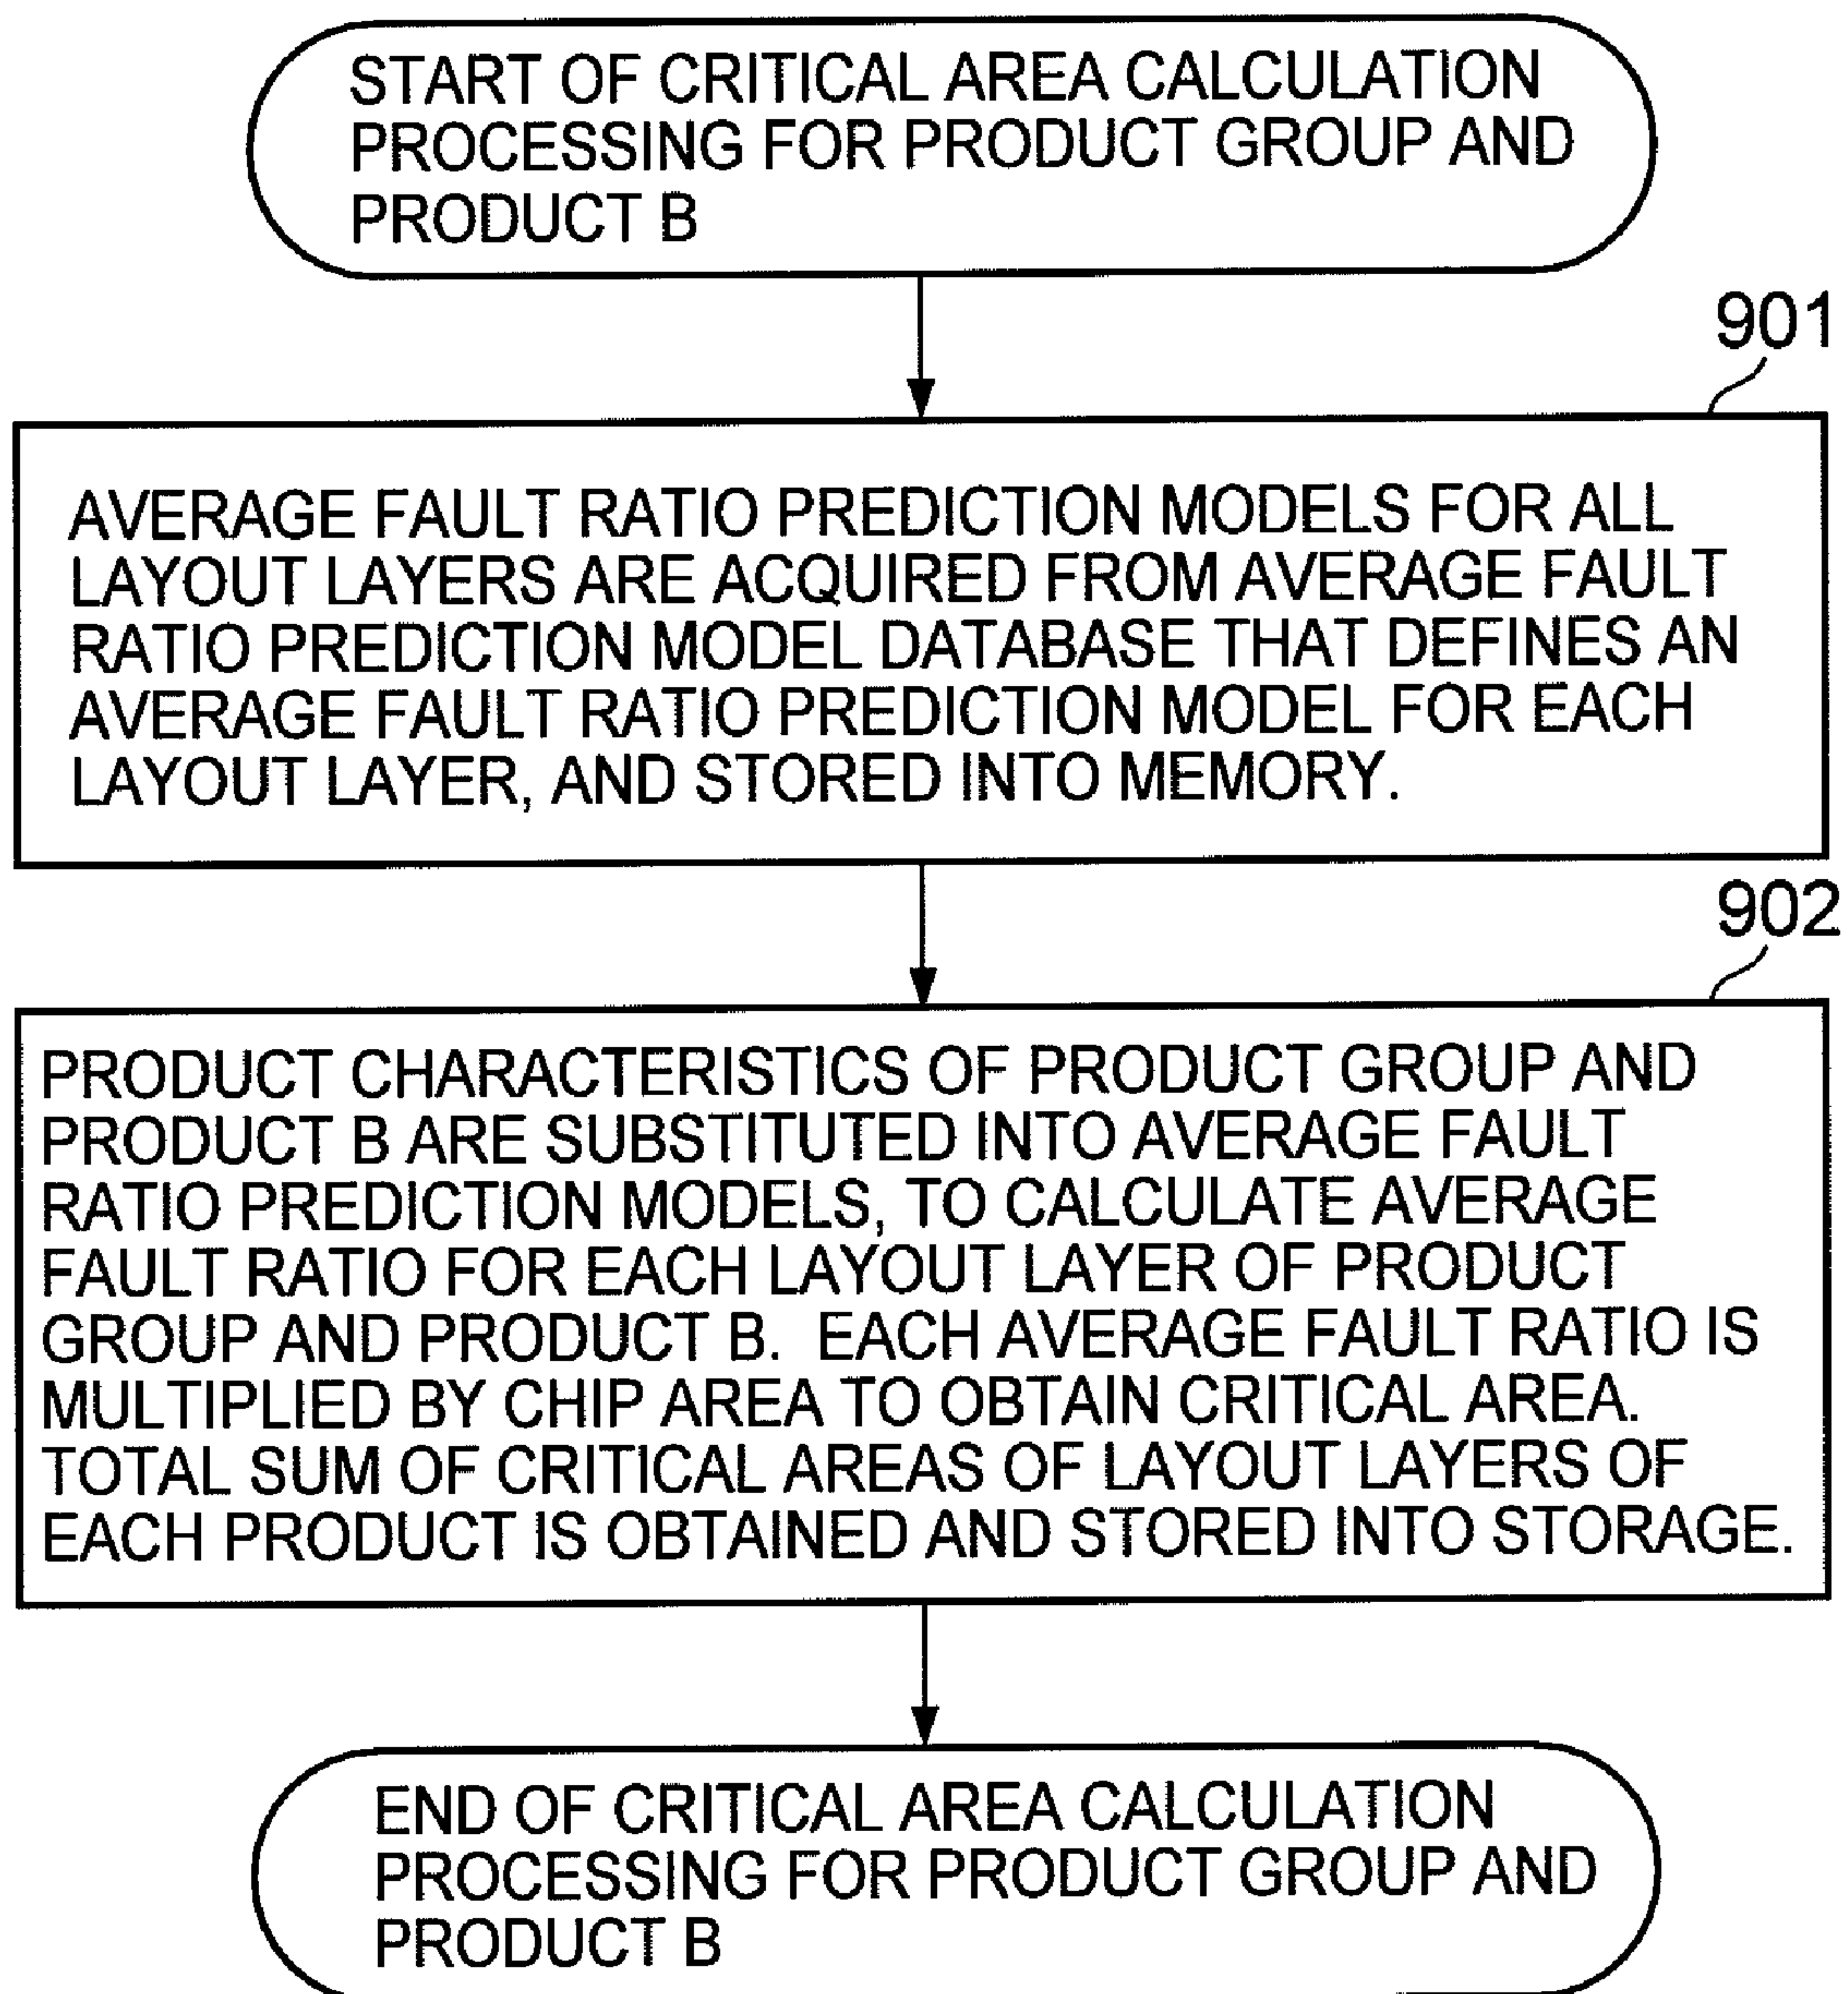 START OF CRITICAL AREA CALCULATION
PROCESSING FOR PRODUCT GROUP AND
PRODUCT B
901
AVERAGE FAULT RATIO PREDICTION MODELS FOR ALL
LAYOUT LAYERS ARE ACQUIRED FROM AVERAGE FAULT
RATIO PREDICTION MODEL DATABASE THAT DEFINES AN
AVERAGE FAULT RATIO PREDICTION MODEL FOR EACH
LAYOUT LAYER, AND STORED INTO MEMORY.
902
PRODUCT CHARACTERISTICS OF PRODUCT GROUP AND
PRODUCT B ARE SUBSTITUTED INTO AVERAGE FAULT
RATIO PREDICTION MODELS, TO CALCULATE AVERAGE
FAULT RATIO FOR EACH LAYOUT LAYER OF PRODUCT
GROUP AND PRODUCT B. EACH AVERAGE FAULT RATIO IS
MULTIPLIED BY CHIP AREA TO OBTAIN CRITICAL AREA.
TOTAL SUM OF CRITICAL AREAS OF LAYOUT LAYERS OF
EACH PRODUCT IS OBTAINED AND STORED INTO STORAGE.
END OF CRITICAL AREA CALCULATION
PROCESSING FOR PRODUCT GROUP AND
PRODUCT B